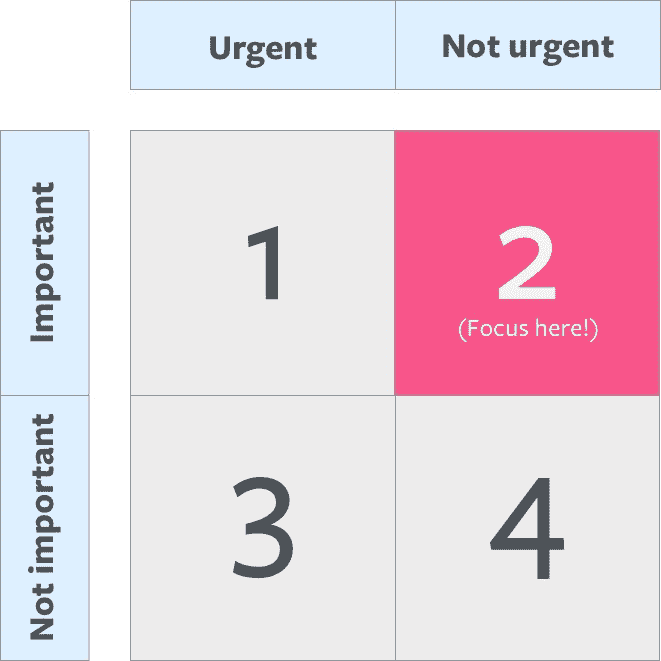 Urgent
Not urgent
Important
1
2
(Focus here!)
Not important
3
4